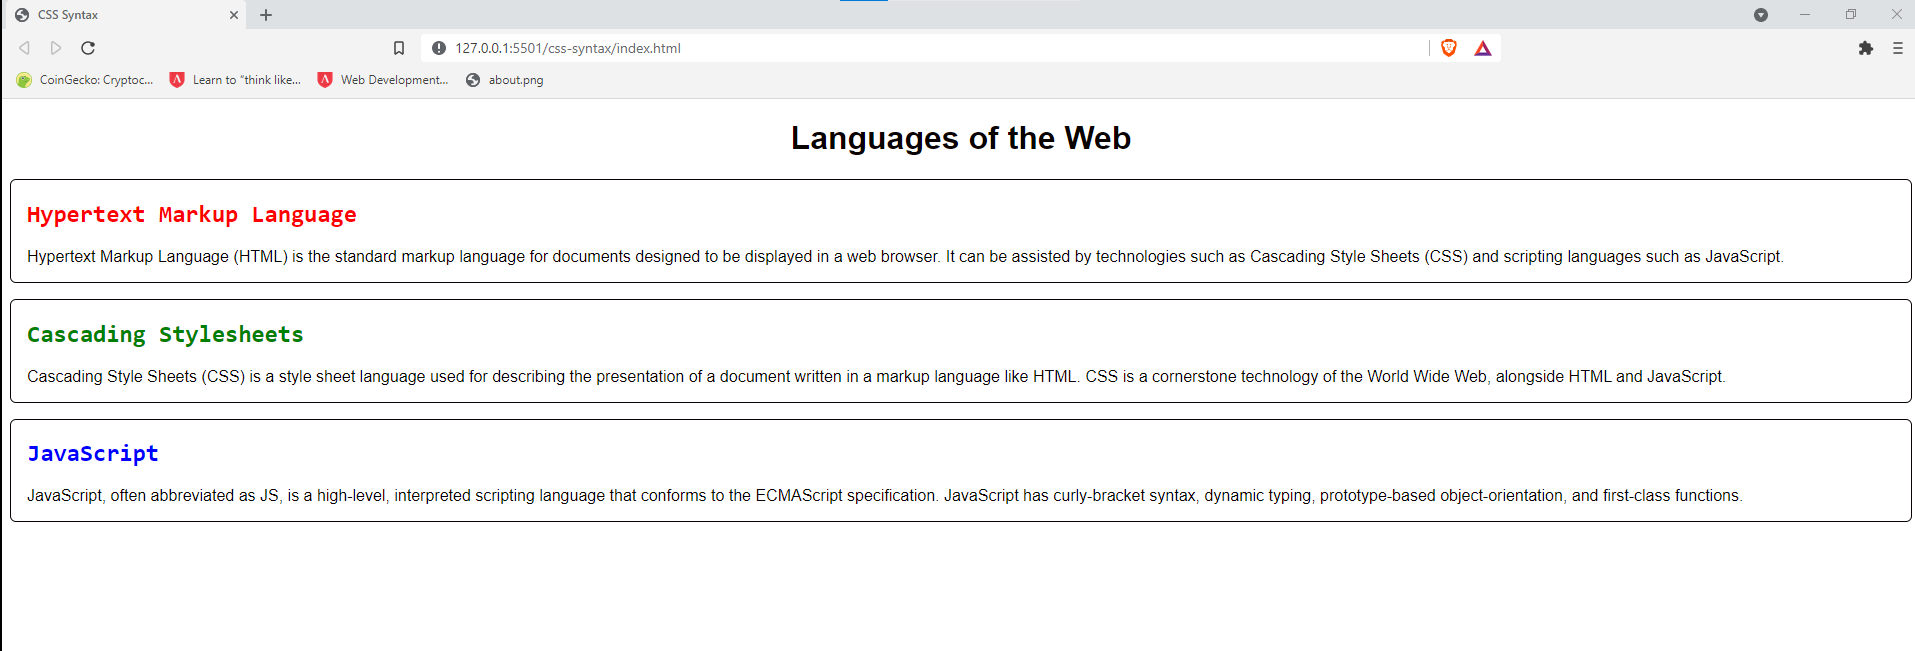 CSS Syntax
127.0.0.1:5501/css-syntax/index.html
CoinGecko: Cryptoc... Learn to “think like... Web Development... about.png
Languages of the Web
Hypertext Markup Language
Hypertext Markup Language (HTML) is the standard markup language for documents designed to be displayed in a web browser. It can be assisted by technologies such as Cascading Style Sheets (CSS) and scripting languages such as JavaScript.
Cascading Stylesheets
Cascading Style Sheets (CSS) is a style sheet language used for describing the presentation of a document written in a markup language like HTML. CSS is a cornerstone technology of the World Wide Web, alongside HTML and JavaScript.
JavaScript
JavaScript, often abbreviated as JS, is a high-level, interpreted scripting language that conforms to the ECMAScript specification. JavaScript has curly-bracket syntax, dynamic typing, prototype-based object-orientation, and first-class functions.